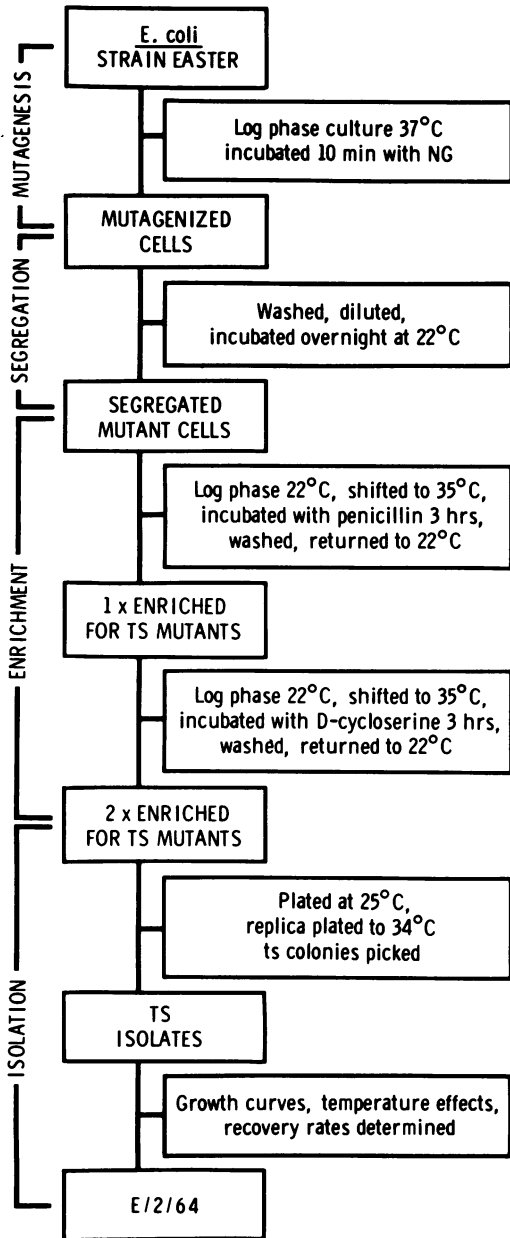 E. coli
STRAIN EASTER
MUTAGENESIS
Log phase culture 37°C
incubated 10 min with NG
MUTAGENIZED
CELLS
SEGREGATION
Washed, diluted,
incubated overnight at 22°C
SEGREGATED
MUTANT CELLS
ENRICHMENT
Log phase 22°C, shifted to 35°C,
incubated with penicillin 3 hrs,
washed, returned to 22°C
1 x ENRICHED
FOR TS MUTANTS
Log phase 22°C, shifted to 35°C,
incubated with D-cycloserine 3 hrs,
washed, returned to 22°C
2 x ENRICHED
FOR TS MUTANTS
ISOLATION
Plated at 25°C,
replica plated to 34°C
ts colonies picked
TS
ISOLATES
Growth curves, temperature effects,
recovery rates determined
E/2/64